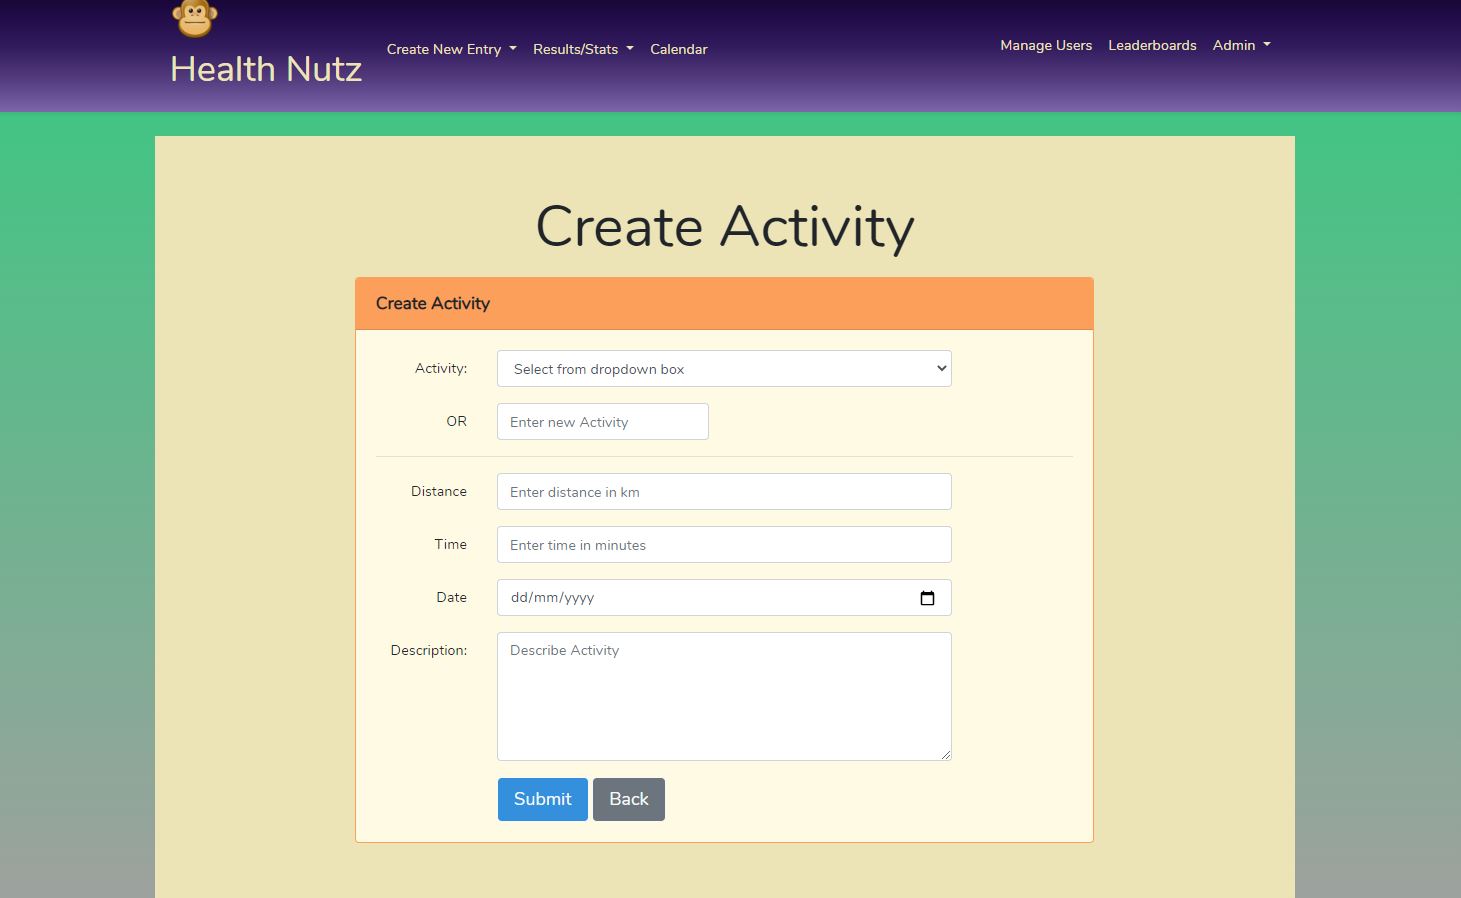 Health Nutz
Create New Entry Results/Stats Calendar
Manage Users Leaderboards Admin
Create Activity
Create Activity
Activity: Select from dropdown box
OR Enter new Activity
Distance Enter distance in km
Time Enter time in minutes
Date dd/mm/yyyy
Description: Describe Activity
Submit Back